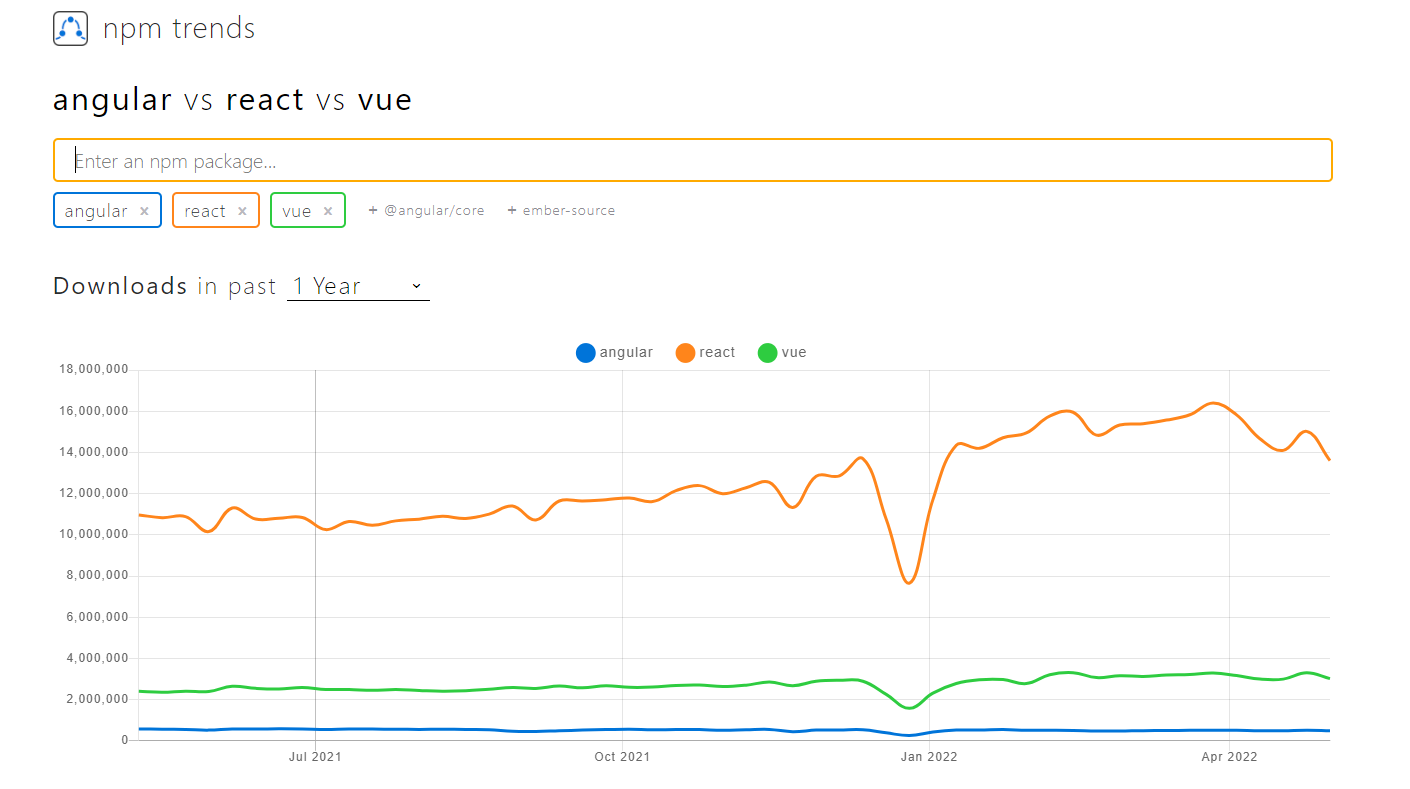 npm trends
angular vs react vs vue
Enter an npm package...
angular × react × vue × + @angular/core + ember-source
Downloads in past 1 Year
angular react vue
18,000,000
16,000,000
14,000,000
12,000,000
10,000,000
8,000,000
6,000,000
4,000,000
2,000,000
0
Jul 2021 Oct 2021 Jan 2022 Apr 2022